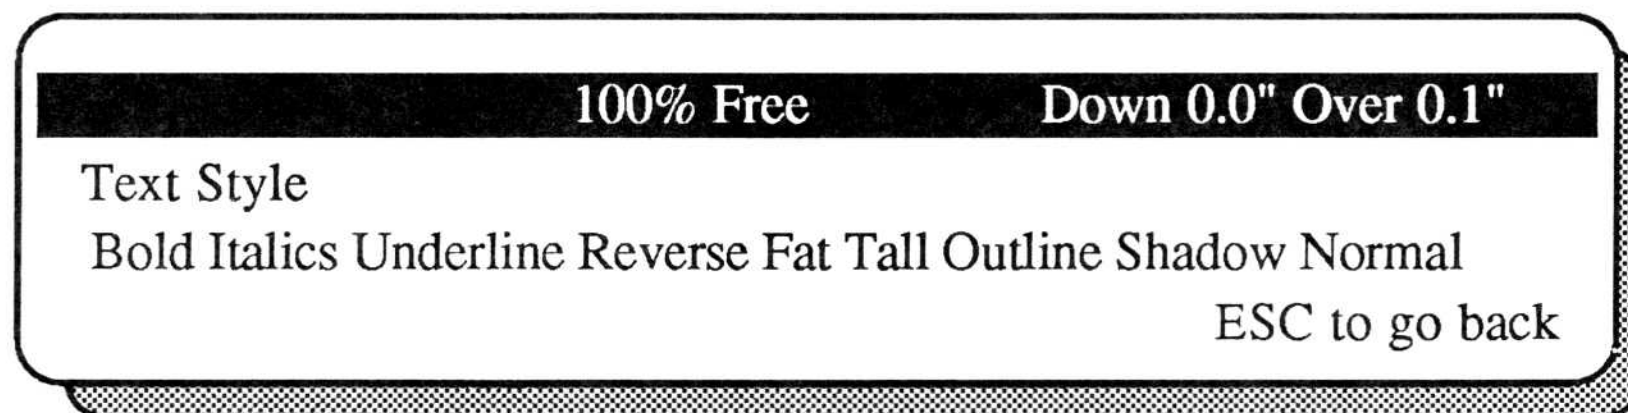 100% Free Down 0.0" Over 0.1"
Text Style
Bold Italics Underline Reverse Fat Tall Outline Shadow Normal
ESC to go back